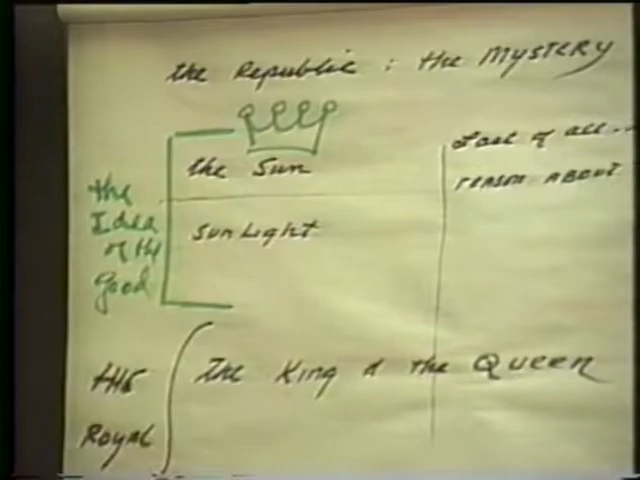 the Republic : the MYSTERY
the Sun
Last of all...
reason about
the
Idea
of the
Good
Sun Light
the King & the Queen
the
Royal